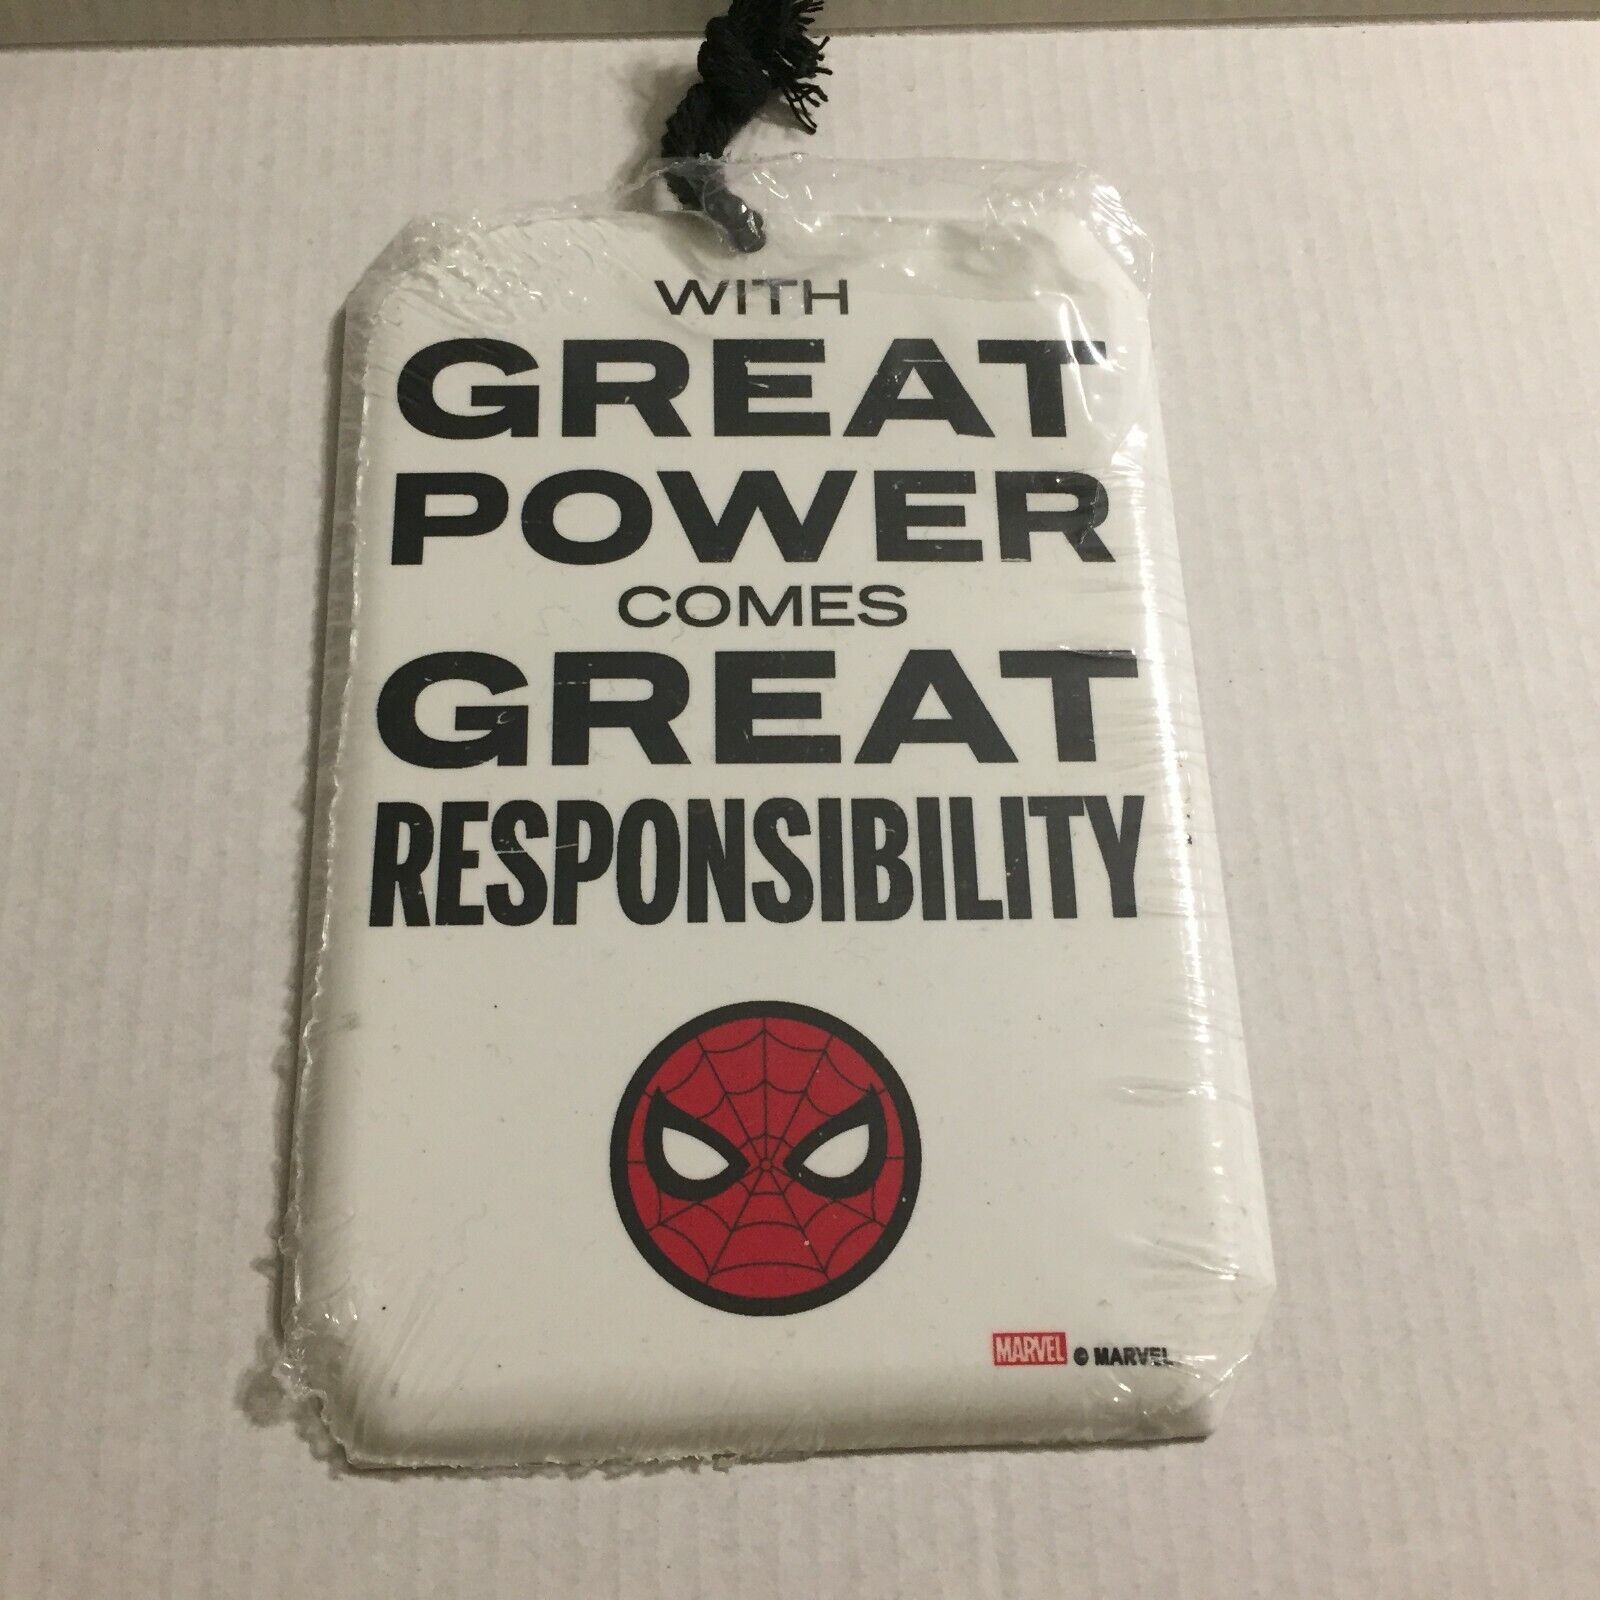 WITH
GREAT
POWER
COMES
GREAT
RESPONSIBILITY
MARVEL © MARVEL